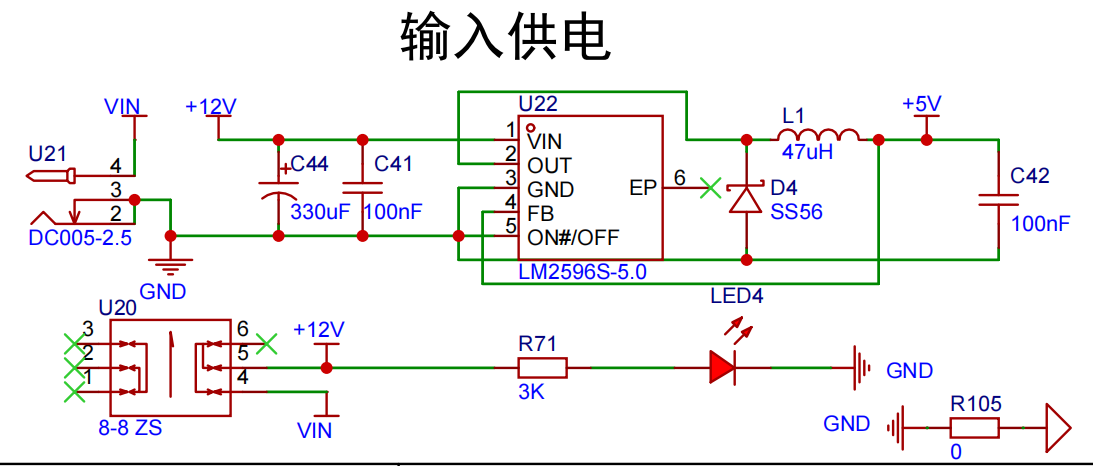 输入供电
VIN
+12V
U21
4
3
2
DC005-2.5
GND
C44
+
330uF
C41
100nF
U22
1
VIN
2
OUT
3
GND
4
FB
5
ON#/OFF
EP
6
LM2596S-5.0
L1
47uH
D4
SS56
+5V
C42
100nF
U20
3
2
1
6
5
4
8-8 ZS
+12V
VIN
R71
3K
LED4
GND
GND
R105
0